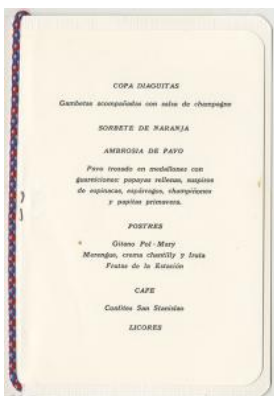 COPA DIAGUITAS
Gambetas acompañadas con salsa de champagne
SORBETE DE NARANJA
AMBROSIA DE PAVO
Pavo trozado en medallones con
guarniciones: papayas rellenas, suspiros
de espinacas, espárragos, champiñones
y papitas primavera.
POSTRES
Gitano Pol-Mary
Merengue, crema chantilly y fruta
Frutas de la Estación
CAFE
Confites San Stanislao
LICORES